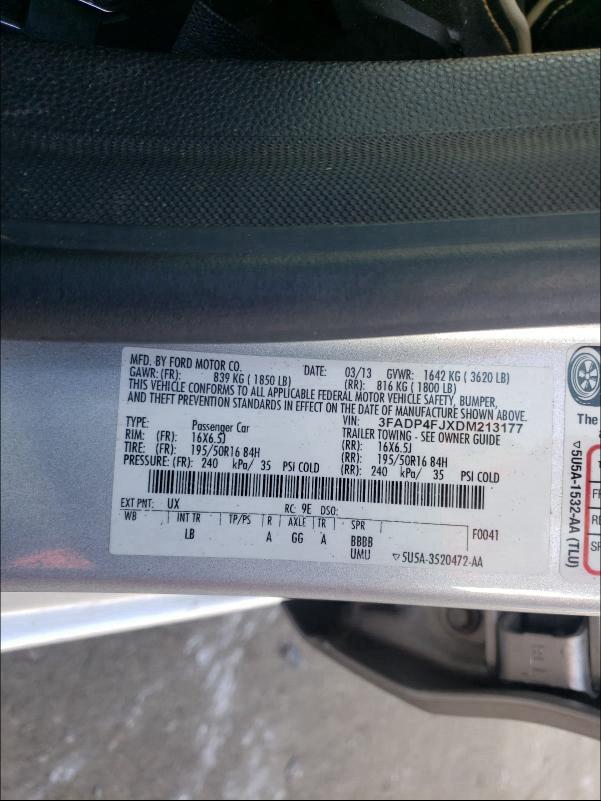 MFD. BY FORD MOTOR CO. DATE: 03/13 GVWR: 1642 KG ( 3620 LB)
GAWR: (FR): 839 KG ( 1850 LB) (RR): 816 KG ( 1800 LB)
THIS VEHICLE CONFORMS TO ALL APPLICABLE FEDERAL MOTOR VEHICLE SAFETY, BUMPER,
AND THEFT PREVENTION STANDARDS IN EFFECT ON THE DATE OF MANUFACTURE SHOWN ABOVE.
VIN: 3FADP4FJXDM213177
TYPE: Passenger Car TRAILER TOWING - SEE OWNER GUIDE
RIM: (FR): 16X6.5J (RR): 16X6.5J
TIRE: (FR): 195/50R16 84H (RR): 195/50R16 84H
PRESSURE: (FR): 240 kPa/ 35 PSI COLD (RR): 240 kPa/ 35 PSI COLD
EXT PNT: UX RC: 9E DSO:
WB INT TR TP/PS R AXLE TR SPR F0041
LB A GG A BBBB
UMU ▽5U5A-3520472-AA
The
▽5U5A-1532-AA (TLU)